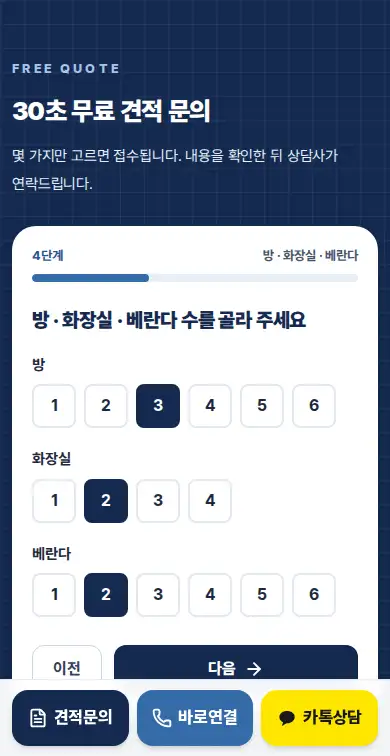 FREE QUOTE
30초 무료 견적 문의
몇 가지만 고르면 접수됩니다. 내용을 확인한 뒤 상담사가
연락드립니다.
4단계 방 · 화장실 · 베란다
방 · 화장실 · 베란다 수를 골라 주세요
방
1 2 3 4 5 6
화장실
1 2 3 4
베란다
1 2 3 4 5 6
이전 다음 →
견적문의 바로연결 카톡상담